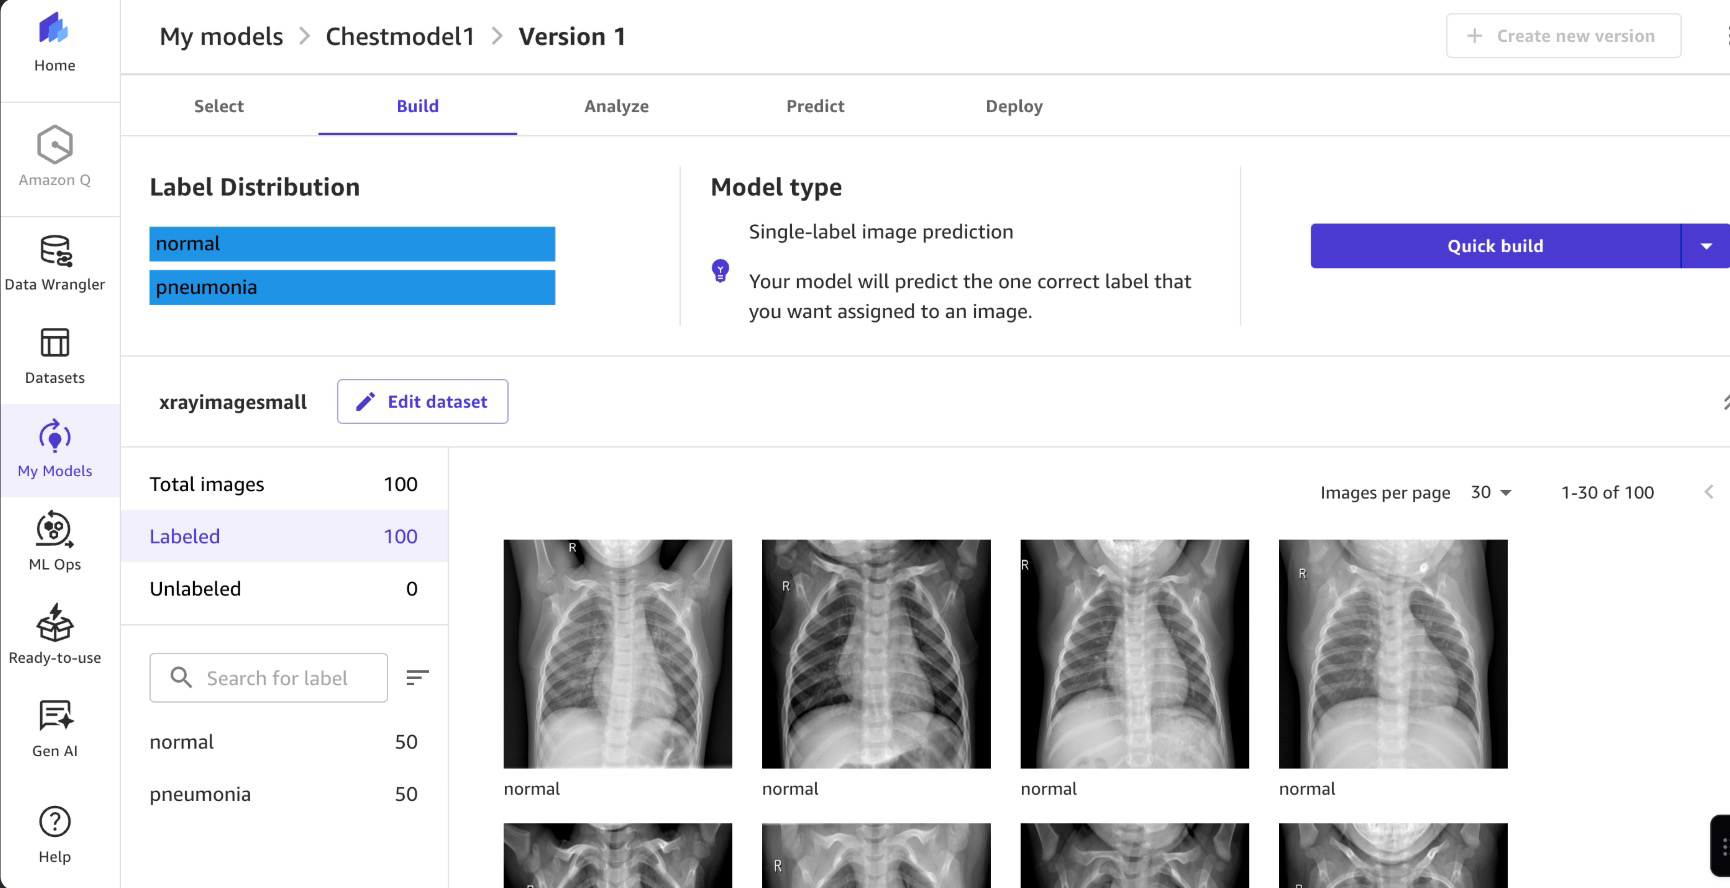 Home
Amazon Q
Data Wrangler
Datasets
My Models
ML Ops
Ready-to-use
Gen AI
Help
My models > Chestmodel1 > Version 1
+ Create new version
Select Build Analyze Predict Deploy
Label Distribution
normal
pneumonia
Model type
Single-label image prediction
Your model will predict the one correct label that
you want assigned to an image.
Quick build
xrayimagesmall
Edit dataset
Total images 100
Labeled 100
Unlabeled 0
Search for label
normal 50
pneumonia 50
Images per page 30 1-30 of 100
R
R
R
R
normal normal normal normal
R